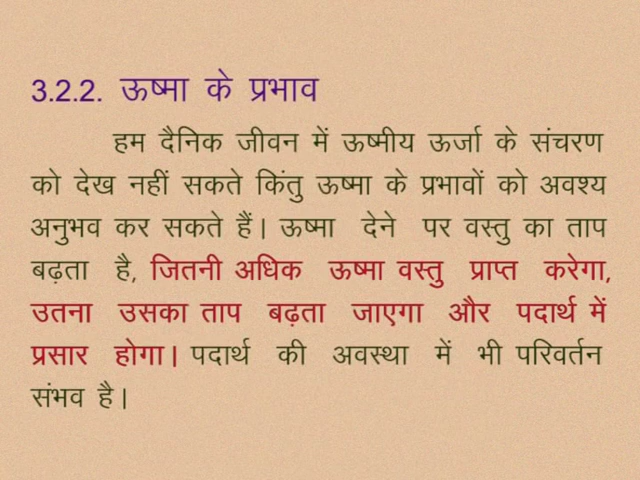 3.2.2. ऊष्मा के प्रभाव
हम दैनिक जीवन में ऊष्मीय ऊर्जा के संचरण
को देख नहीं सकते किंतु ऊष्मा के प्रभावों को अवश्य
अनुभव कर सकते हैं। ऊष्मा देने पर वस्तु का ताप
बढ़ता है, जितनी अधिक ऊष्मा वस्तु प्राप्त करेगा,
उतना उसका ताप बढ़ता जाएगा और पदार्थ में
प्रसार होगा। पदार्थ की अवस्था में भी परिवर्तन
संभव है।